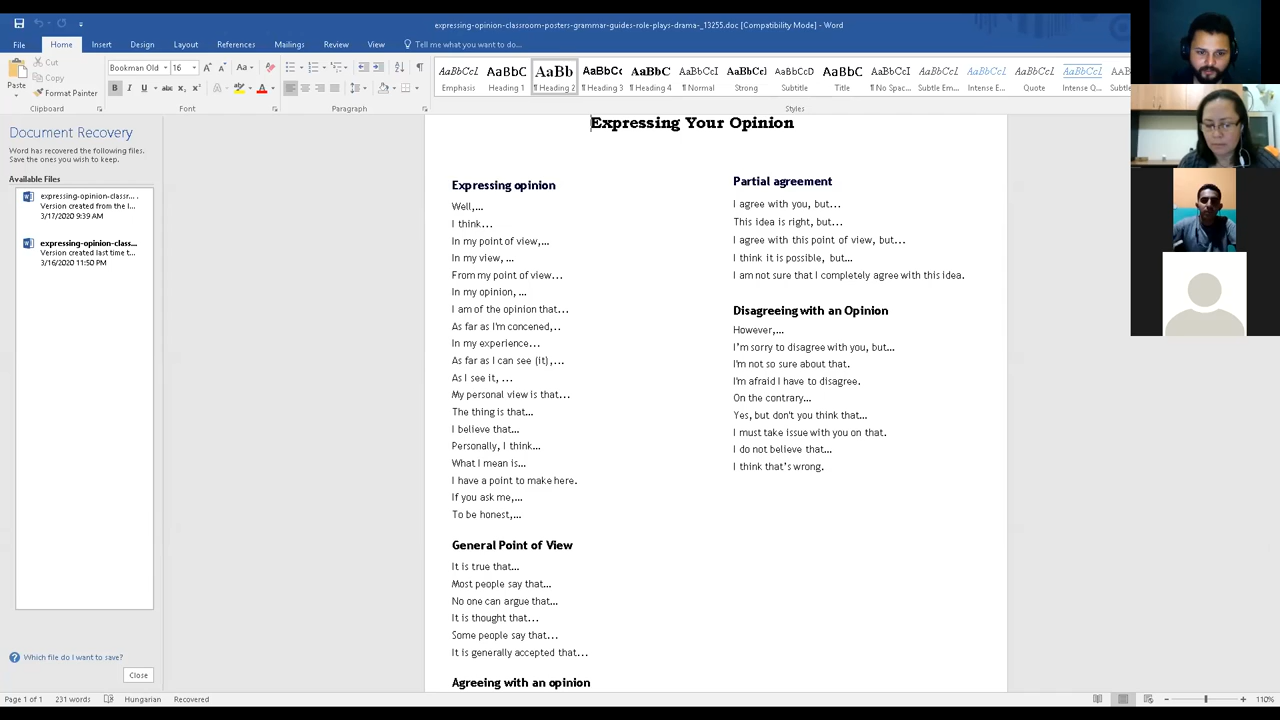 expressing-opinion-classroom-posters-grammar-guides-role-plays-drama-_13255.doc [Compatibility Mode] - Word
File Home Insert Design Layout References Mailings Review View Tell me what you want to do...
Paste
Cut
Copy
Format Painter
Clipboard
Bookman Old 16
Font
Paragraph
AaBbCcI AaBbC AaBb AaBbCc AaBbC AaBbCcI AaBbCcI AaBbCcD AaBbC AaBbCcI AaBbCcI AaBbCcI AaBbCcI AaBbCcI
Emphasis Heading 1 ¶ Heading 2 ¶ Heading 3 ¶ Heading 4 ¶ Normal Strong Subtitle Title ¶ No Spac... Subtle Em... Intense E... Quote Intense Q...
Styles
Document Recovery
Word has recovered the following files.
Save the ones you wish to keep.
Available Files
expressing-opinion-classr...
Version created from the l...
3/17/2020 9:39 AM
expressing-opinion-class...
Version created last time t...
3/16/2020 11:50 PM
Which file do I want to save?
Close
Expressing Your Opinion
Expressing opinion
Well,...
I think...
In my point of view,...
In my view, ...
From my point of view...
In my opinion, ...
I am of the opinion that...
As far as I'm concened,..
In my experience...
As far as I can see (it),...
As I see it, ...
My personal view is that...
The thing is that...
I believe that...
Personally, I think...
What I mean is...
I have a point to make here.
If you ask me,...
To be honest,...
General Point of View
It is true that...
Most people say that...
No one can argue that...
It is thought that...
Some people say that...
It is generally accepted that...
Agreeing with an opinion
Partial agreement
I agree with you, but...
This idea is right, but...
I agree with this point of view, but...
I think it is possible, but...
I am not sure that I completely agree with this idea.
Disagreeing with an Opinion
However,...
I'm sorry to disagree with you, but...
I'm not so sure about that.
I'm afraid I have to disagree.
On the contrary...
Yes, but don't you think that...
I must take issue with you on that.
I do not believe that...
I think that's wrong.
Page 1 of 1 231 words Hungarian Recovered
110%